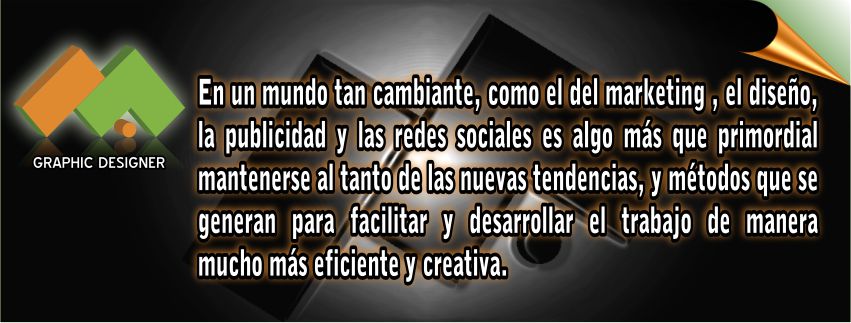 En un mundo tan cambiante, como el del marketing , el diseño,
la publicidad y las redes sociales es algo más que primordial
mantenerse al tanto de las nuevas tendencias, y métodos que se
generan para facilitar y desarrollar el trabajo de manera
mucho más eficiente y creativa.
GRAPHIC DESIGNER